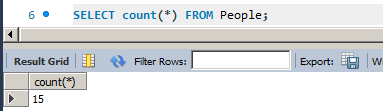 6 SELECT count(*) FROM People;
Result Grid Filter Rows: Export:
count(*)
15